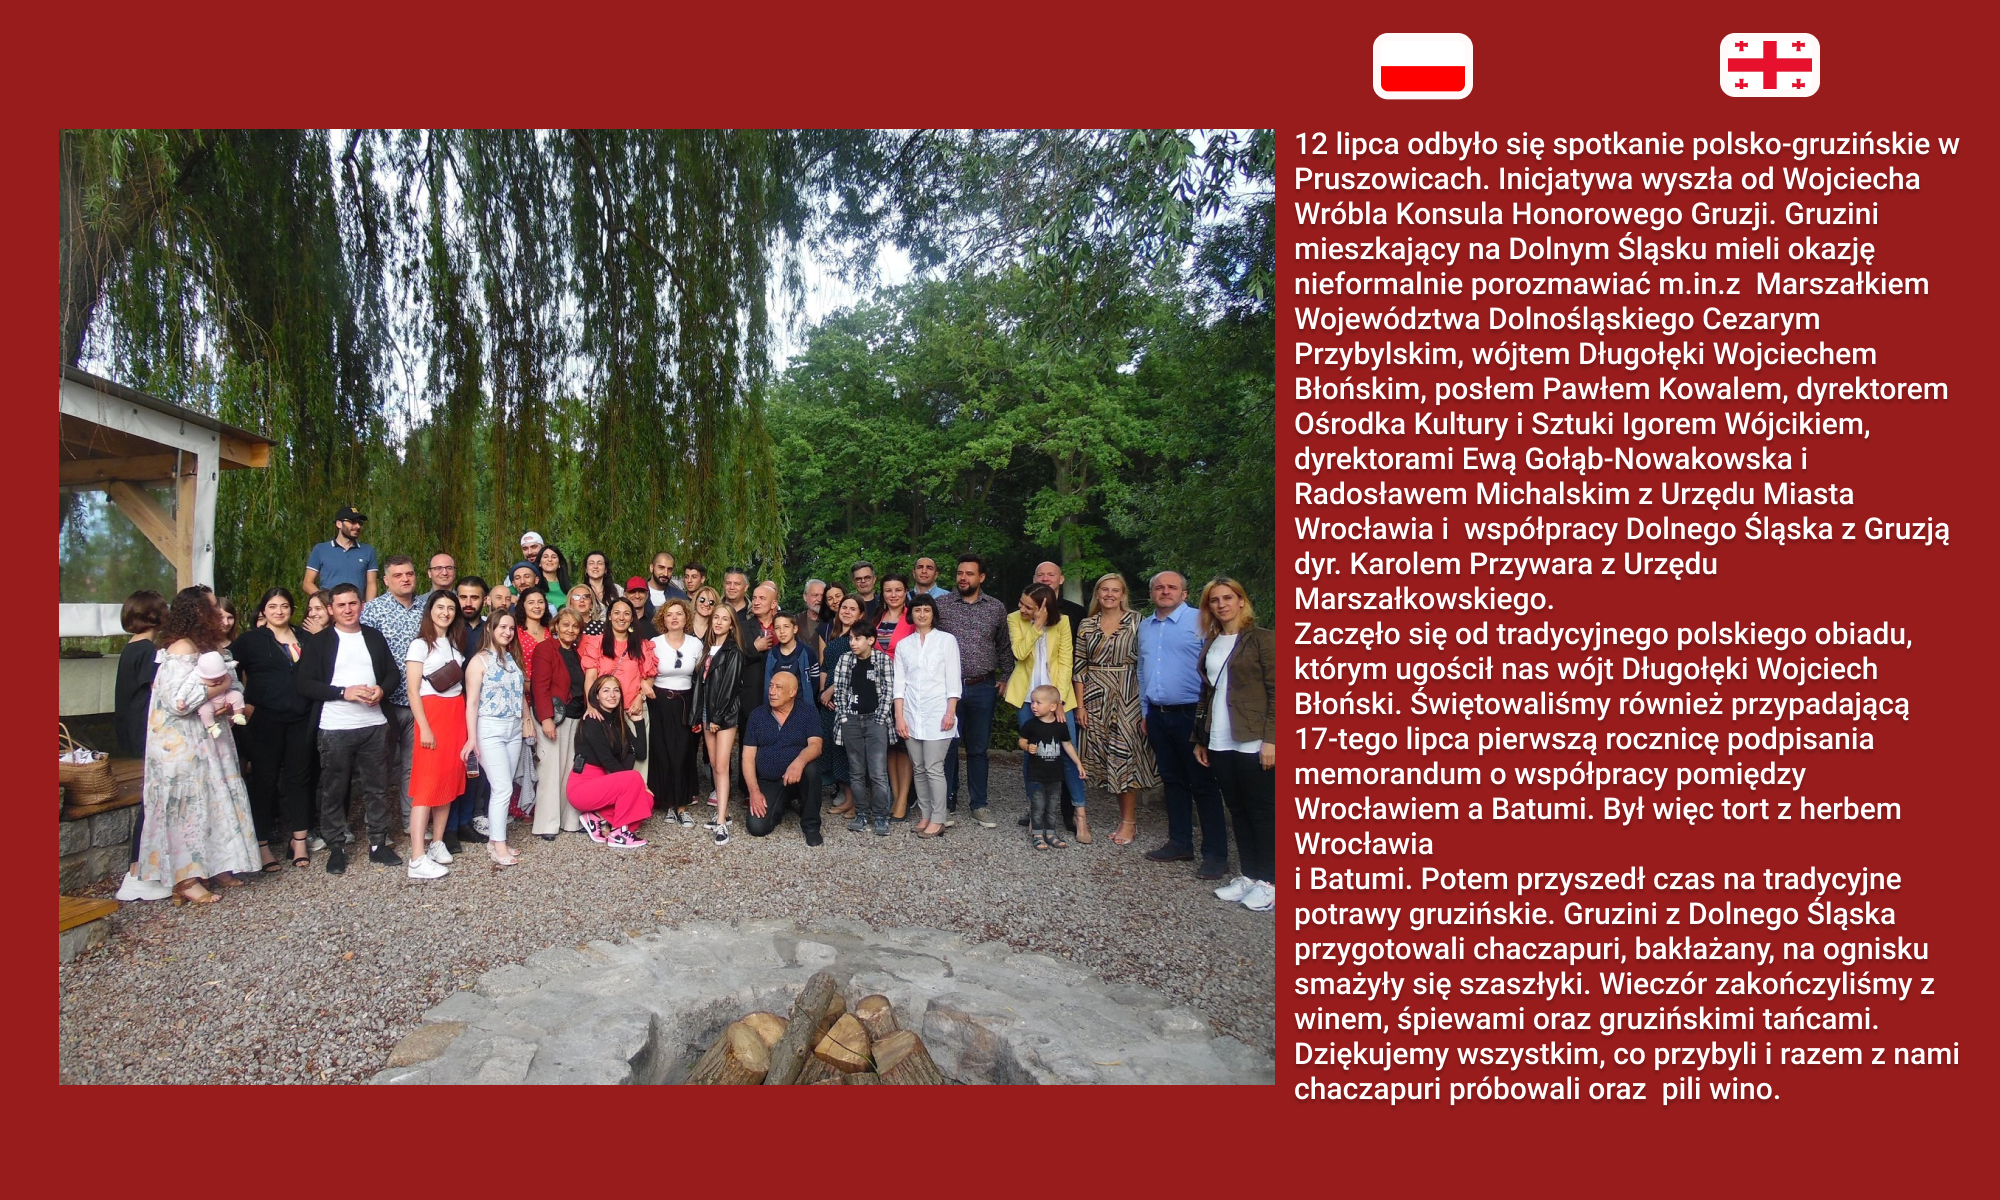 12 lipca odbyło się spotkanie polsko-gruzińskie w
Pruszowicach. Inicjatywa wyszła od Wojciecha
Wróbla Konsula Honorowego Gruzji. Gruzini
mieszkający na Dolnym Śląsku mieli okazję
nieformalnie porozmawiać m.in.z  Marszałkiem
Województwa Dolnośląskiego Cezarym
Przybylskim, wójtem Długołęki Wojciechem
Błońskim, posłem Pawłem Kowalem, dyrektorem
Ośrodka Kultury i Sztuki Igorem Wójcikiem,
dyrektorami Ewą Gołąb-Nowakowska i
Radosławem Michalskim z Urzędu Miasta
Wrocławia i  współpracy Dolnego Śląska z Gruzją
dyr. Karolem Przywara z Urzędu
Marszałkowskiego.
Zaczęło się od tradycyjnego polskiego obiadu,
którym ugościł nas wójt Długołęki Wojciech
Błoński. Świętowaliśmy również przypadającą
17-tego lipca pierwszą rocznicę podpisania
memorandum o współpracy pomiędzy
Wrocławiem a Batumi. Był więc tort z herbem
Wrocławia
i Batumi. Potem przyszedł czas na tradycyjne
potrawy gruzińskie. Gruzini z Dolnego Śląska
przygotowali chaczapuri, bakłażany, na ognisku
smażyły się szaszłyki. Wieczór zakończyliśmy z
winem, śpiewami oraz gruzińskimi tańcami.
Dziękujemy wszystkim, co przybyli i razem z nami
chaczapuri próbowali oraz  pili wino.